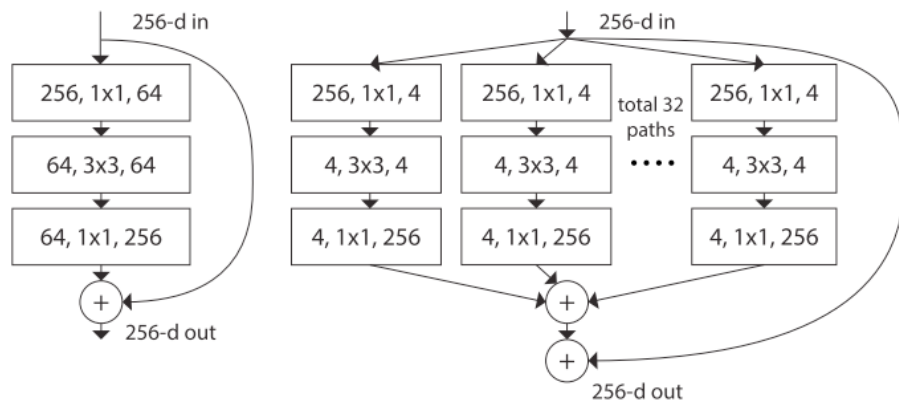 256-d in
256, 1x1, 64
64, 3x3, 64
64, 1x1, 256
+
256-d out
256-d in
256, 1x1, 4
256, 1x1, 4
total 32
paths
256, 1x1, 4
4, 3x3, 4
4, 3x3, 4
....
4, 3x3, 4
4, 1x1, 256
4, 1x1, 256
4, 1x1, 256
+
+
256-d out